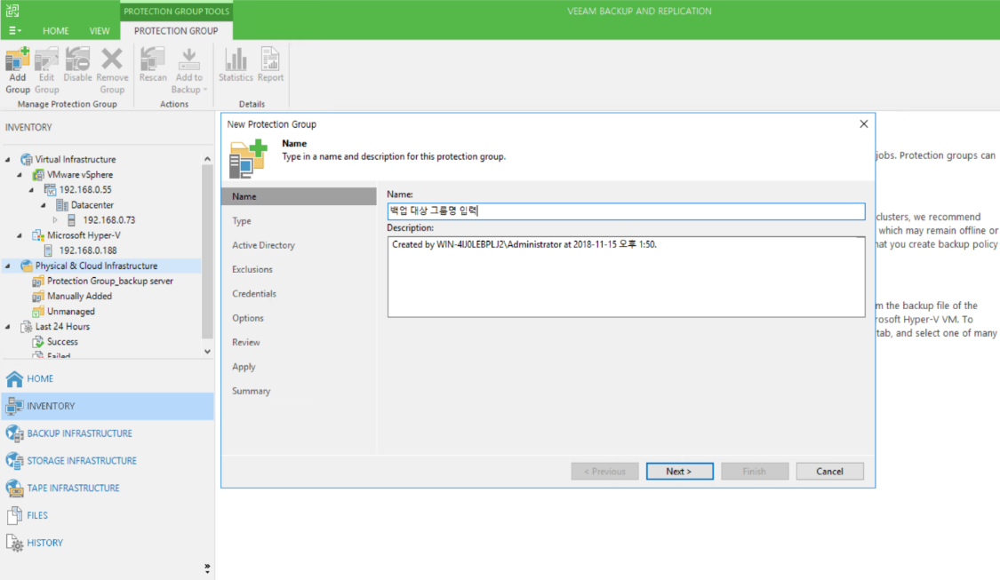 PROTECTION GROUP TOOLS
VEEAM BACKUP AND REPLICATION
HOME VIEW PROTECTION GROUP
Add Group
Edit Group
Disable
Remove Group
Rescan
Add to Backup
Statistics
Report
Manage Protection Group
Actions
Details
INVENTORY
Virtual Infrastructure
VMware vSphere
192.168.0.55
Datacenter
192.168.0.73
Microsoft Hyper-V
192.168.0.188
Physical & Cloud Infrastructure
Protection Group_backup server
Manually Added
Unmanaged
Last 24 Hours
Success
Failed
HOME
INVENTORY
BACKUP INFRASTRUCTURE
STORAGE INFRASTRUCTURE
TAPE INFRASTRUCTURE
FILES
HISTORY
New Protection Group
Name
Type in a name and description for this protection group.
Name
Type
Active Directory
Exclusions
Credentials
Options
Review
Apply
Summary
Name:
백업 대상 그룹명 입력
Description:
Created by WIN-4IJ0LEBPLJ2\Administrator at 2018-11-15 오후 1:50.
< Previous
Next >
Finish
Cancel
jobs. Protection groups can
clusters, we recommend
which may remain offline or
that you create backup policy
the backup file of the
Hyper-V VM. To
tab, and select one of many